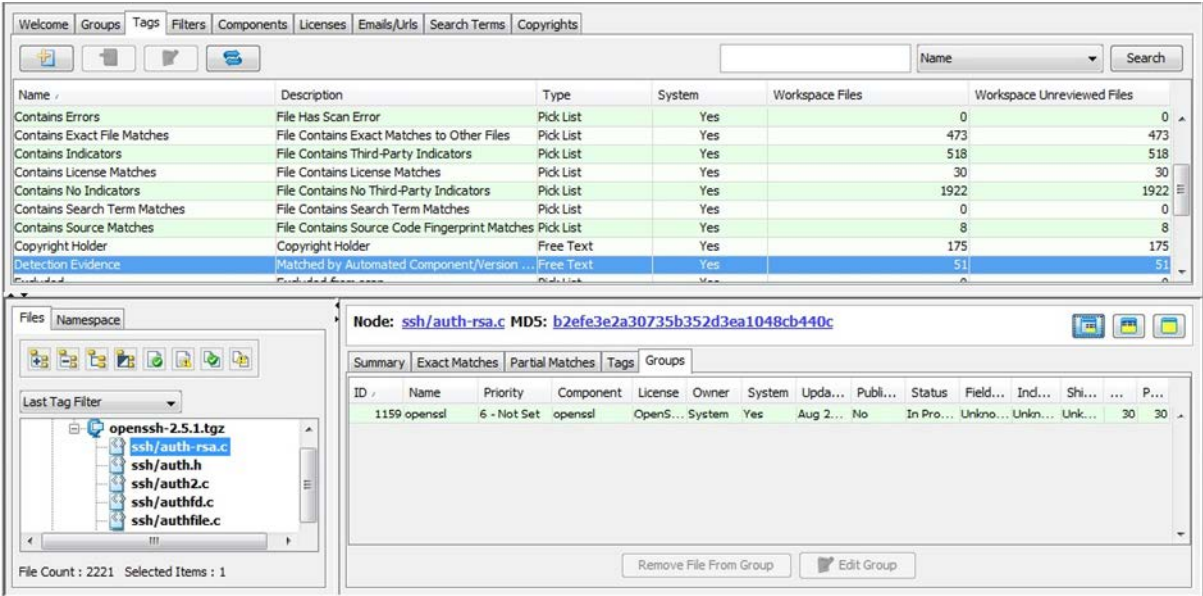 Welcome Groups Tags Filters Components Licenses Emails/Urls Search Terms Copyrights
Name Search
Name Description Type System Workspace Files Workspace Unreviewed Files
Contains Errors File Has Scan Error Pick List Yes 0 0
Contains Exact File Matches File Contains Exact Matches to Other Files Pick List Yes 473 473
Contains Indicators File Contains Third-Party Indicators Pick List Yes 518 518
Contains License Matches File Contains License Matches Pick List Yes 30 30
Contains No Indicators File Contains No Third-Party Indicators Pick List Yes 1922 1922
Contains Search Term Matches File Contains Search Term Matches Pick List Yes 0 0
Contains Source Matches File Contains Source Code Fingerprint Matches Pick List Yes 8 8
Copyright Holder Copyright Holder Free Text Yes 175 175
Detection Evidence Matched by Automated Component/Version ... Free Text Yes 51 51
Excluded Excluded from scan Pick List Yes 0 0
Files Namespace
Last Tag Filter
openssh-2.5.1.tgz
ssh/auth-rsa.c
ssh/auth.h
ssh/auth2.c
ssh/authfd.c
ssh/authfile.c
File Count : 2221 Selected Items : 1
Node: ssh/auth-rsa.c MD5: b2efe3e2a30735b352d3ea1048cb440c
Summary Exact Matches Partial Matches Tags Groups
ID Name Priority Component License Owner System Upda... Publi... Status Field... Incl... Shi... ... P...
1159 openssl 6 - Not Set openssl OpenS... System Yes Aug 2... No In Pro... Unkno... Unkn... Unk... 30 30
Remove File From Group Edit Group